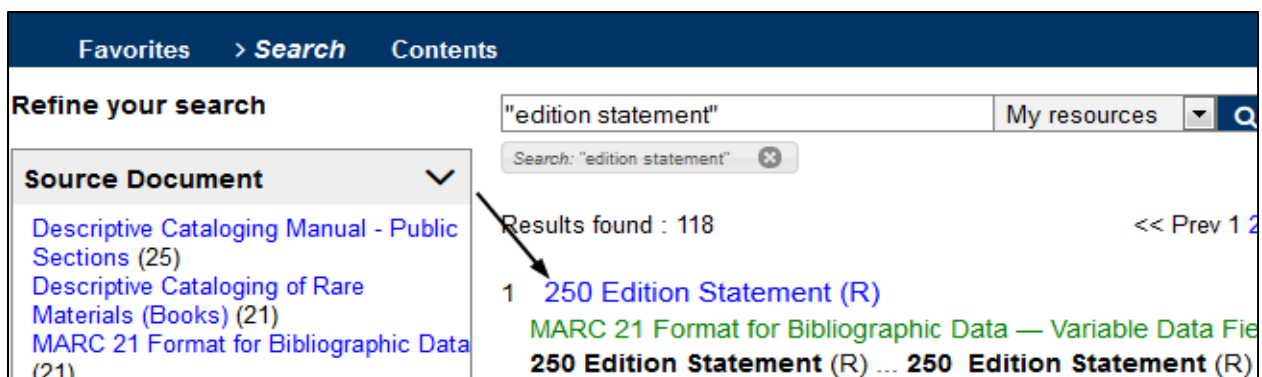 Favorites > Search Contents
Refine your search
Source Document
Descriptive Cataloging Manual - Public
Sections (25)
Descriptive Cataloging of Rare
Materials (Books) (21)
MARC 21 Format for Bibliographic Data
(21)
"edition statement" My resources
Search: "edition statement"
Results found : 118 << Prev 1 2
1 250 Edition Statement (R)
MARC 21 Format for Bibliographic Data — Variable Data Fie
250 Edition Statement (R) ... 250 Edition Statement (R)